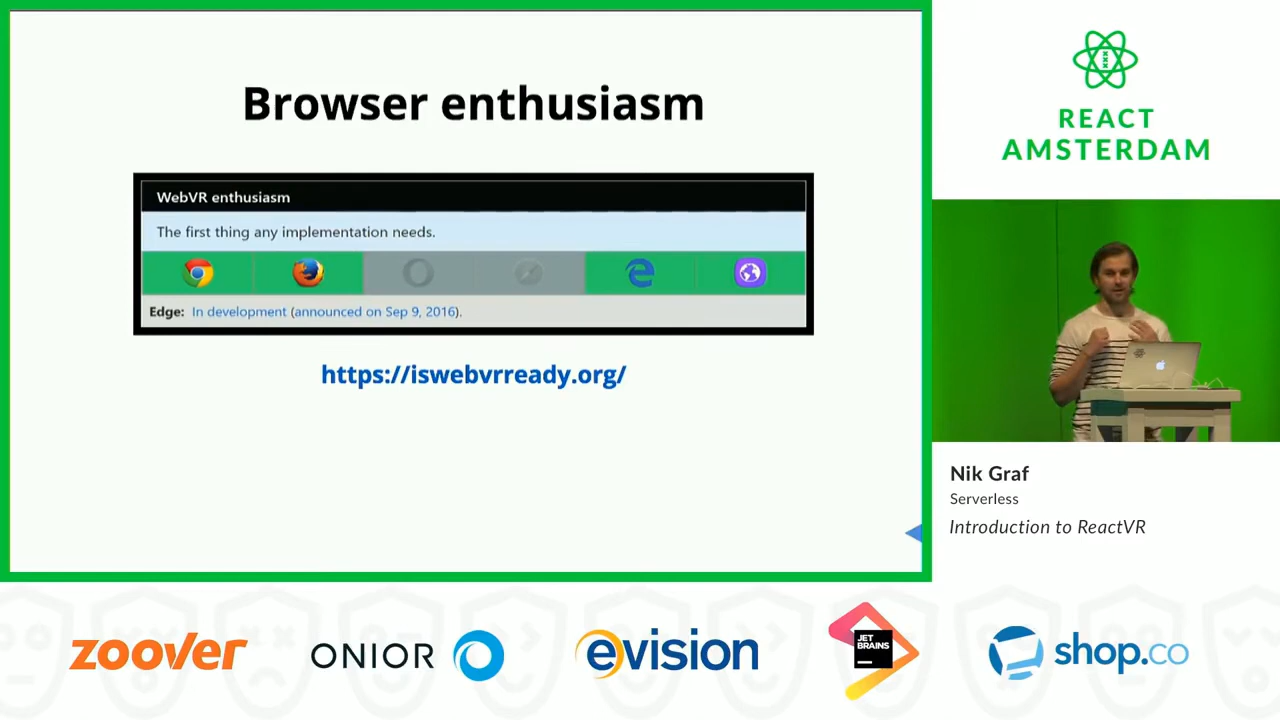 Browser enthusiasm
WebVR enthusiasm
The first thing any implementation needs.
Edge: In development (announced on Sep 9, 2016).
https://iswebvrready.org/
REACT
AMSTERDAM
Nik Graf
Serverless
Introduction to ReactVR
zoover
ONIOR
evision
JET
BRAINS
shop.co